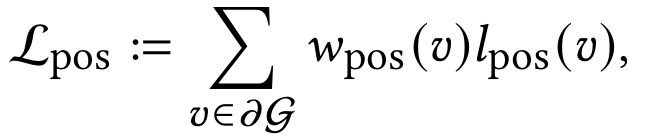 ℒ_pos := ∑_{v∈∂𝒢} w_pos(v)l_pos(v),